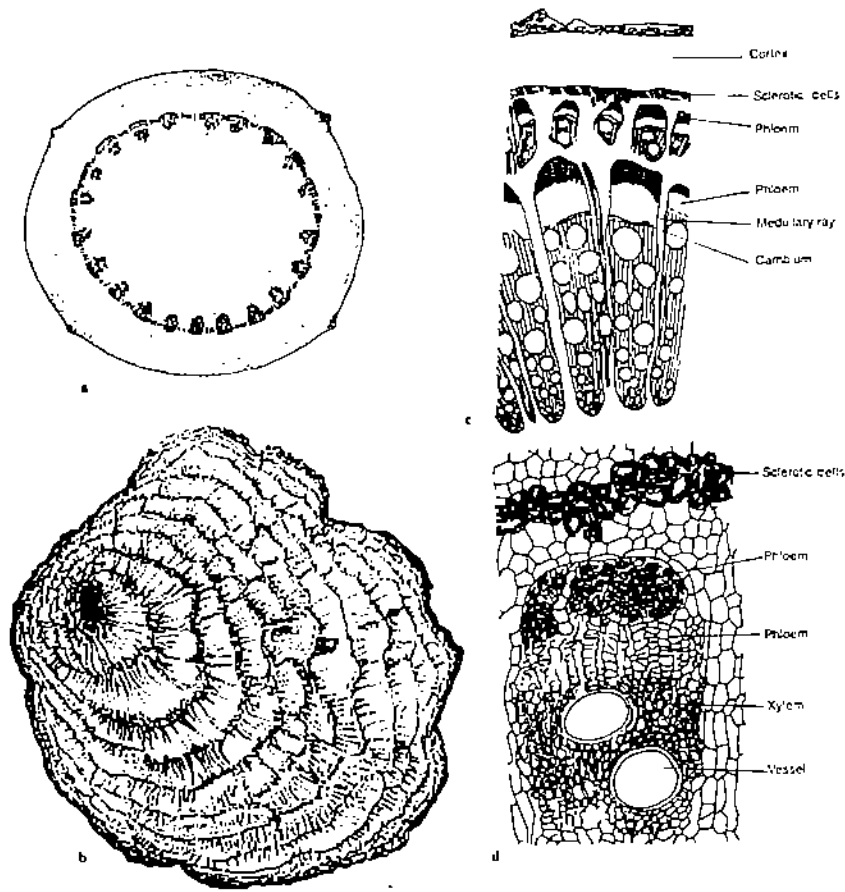 Cortex
Sclerotic cells
Phloem
Phloem
Medullary ray
Cambium
a
c
Sclerotic cells
Phloem
Phloem
Xylem
Vessel
b
d